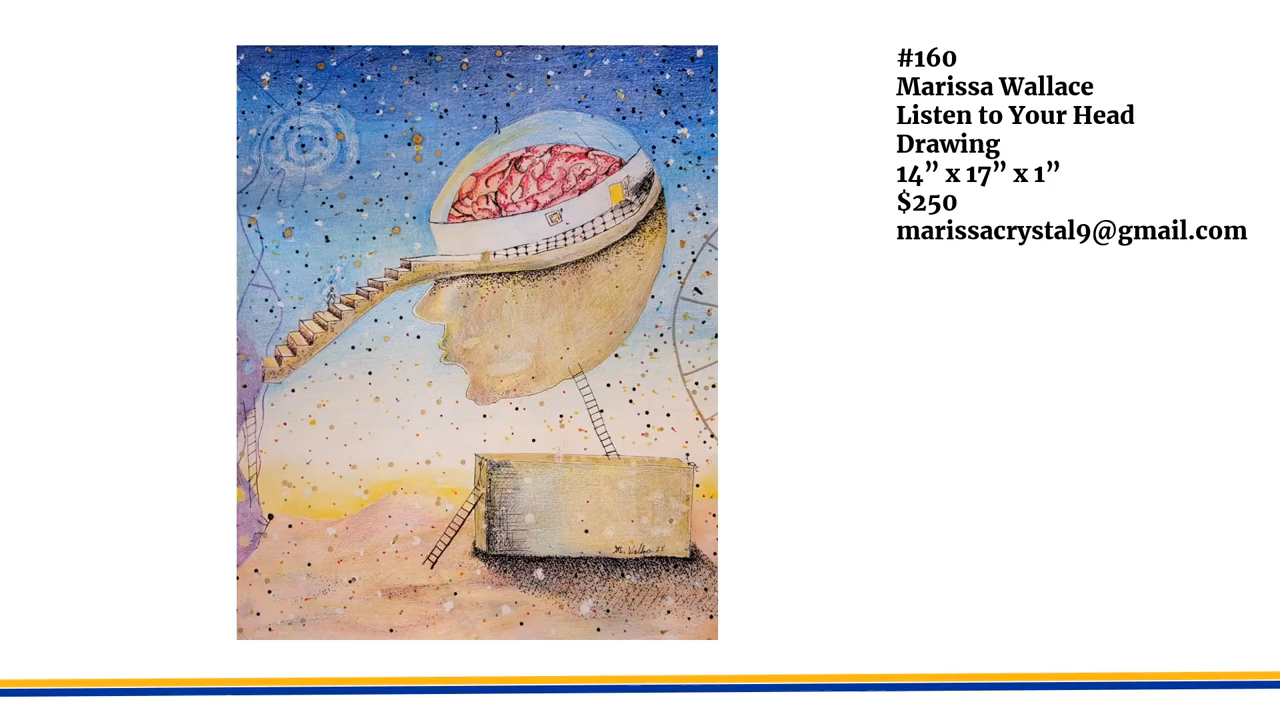 #160
Marissa Wallace
Listen to Your Head
Drawing
14” x 17” x 1”
$250
marissacrystal9@gmail.com